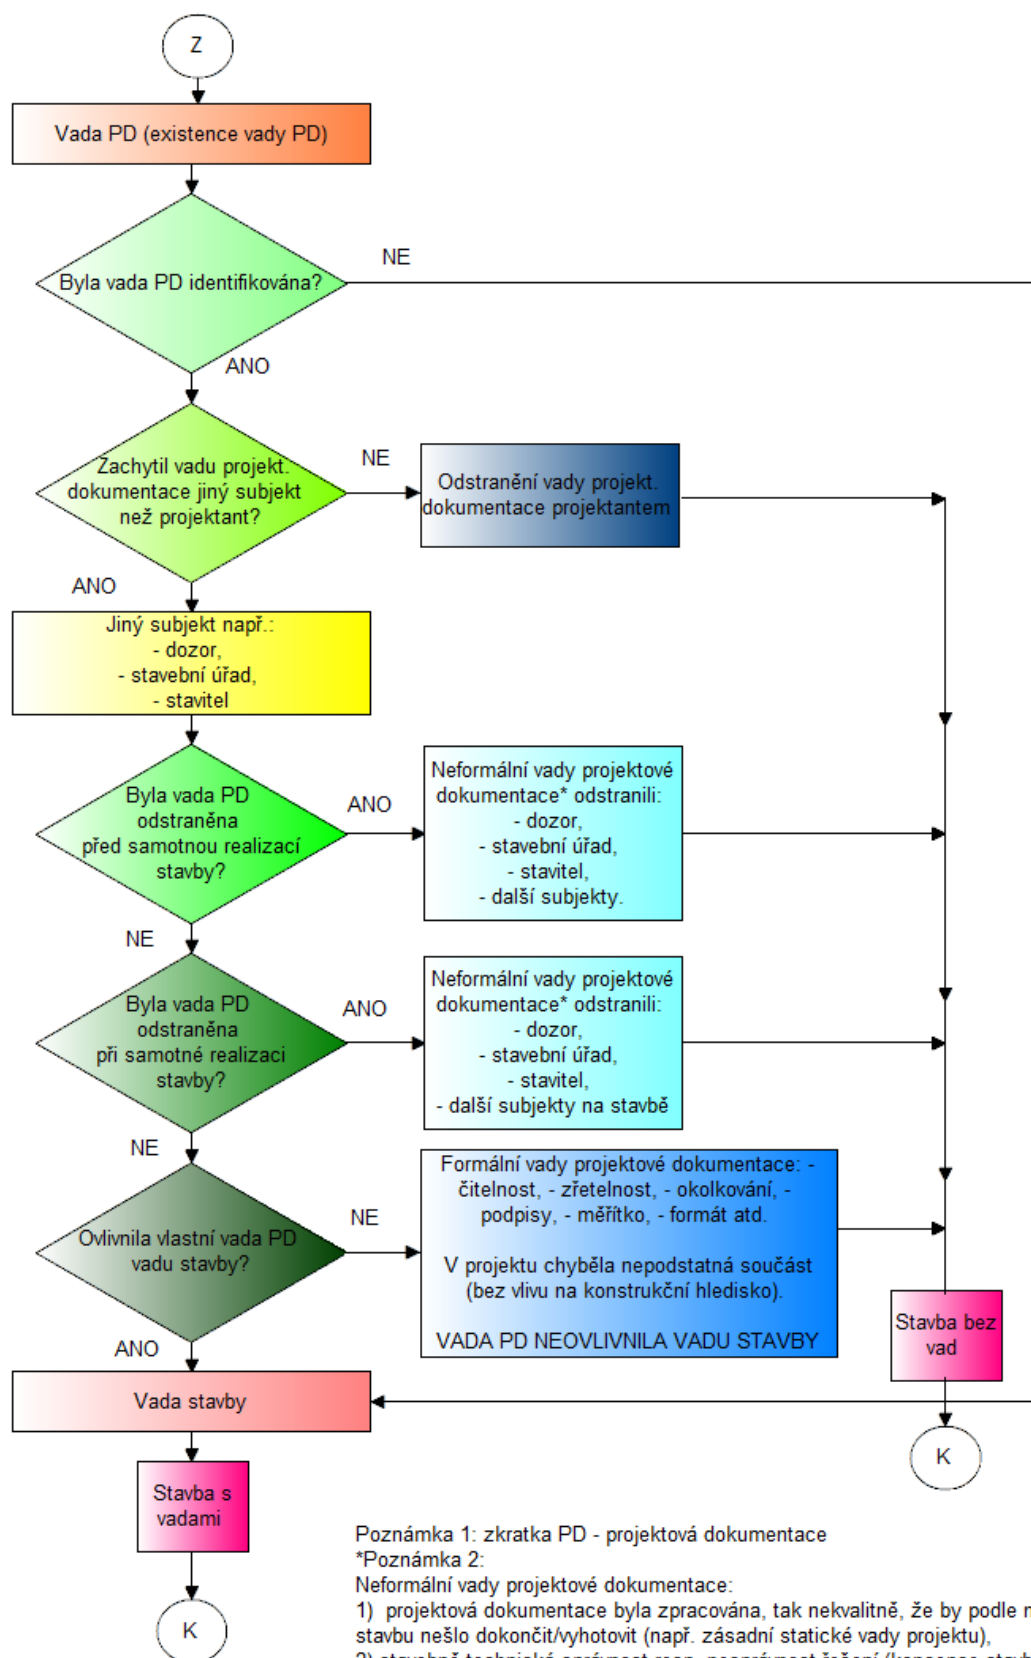 Z
Vada PD (existence vady PD)
Byla vada PD identifikována?
NE
ANO
Zachytil vadu projekt.
dokumentace jiný subjekt
než projektant?
NE
Odstranění vady projekt.
dokumentace projektantem
ANO
Jiný subjekt např.:
- dozor,
- stavební úřad,
- stavitel
Byla vada PD
odstraněna
před samotnou realizací
stavby?
ANO
Neformální vady projektové
dokumentace* odstranili:
- dozor,
- stavební úřad,
- stavitel,
- další subjekty.
NE
Byla vada PD
odstraněna
při samotné realizaci
stavby?
ANO
Neformální vady projektové
dokumentace* odstranili:
- dozor,
- stavební úřad,
- stavitel,
- další subjekty na stavbě
NE
Ovlivnila vlastní vada PD
vadu stavby?
NE
Formální vady projektové dokumentace: -
čitelnost, - zřetelnost, - okolkování, -
podpisy, - měřítko, - formát atd.
V projektu chyběla nepodstatná součást
(bez vlivu na konstrukční hledisko).
VADA PD NEOVLIVNILA VADU STAVBY
Stavba bez
vad
ANO
Vada stavby
K
Stavba s
vadami
K
Poznámka 1: zkratka PD - projektová dokumentace
*Poznámka 2:
Neformální vady projektové dokumentace:
1) projektová dokumentace byla zpracována, tak nekvalitně, že by podle
stavbu nešlo dokončit/vyhotovit (např. zásadní statické vady projektu),